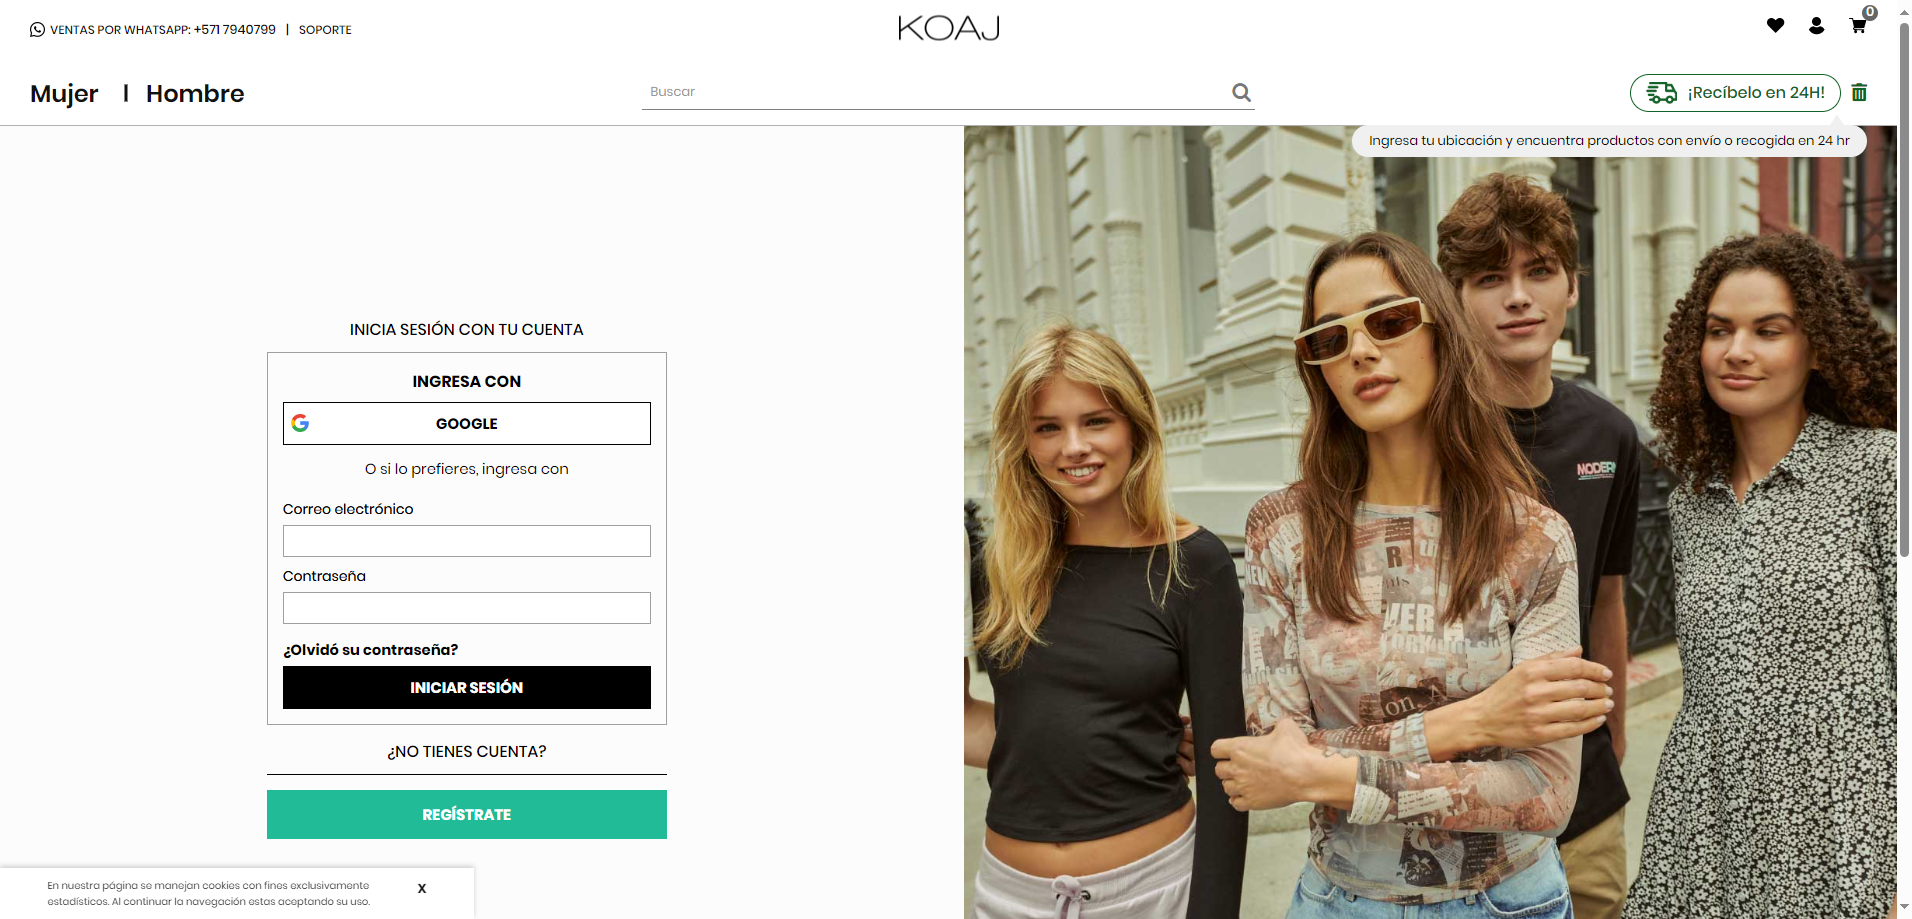 VENTAS POR WHATSAPP: +571 7940799 | SOPORTE
KOAJ
0
Mujer | Hombre
Buscar
¡Recíbelo en 24H!
Ingresa tu ubicación y encuentra productos con envío o recogida en 24 hr
INICIA SESIÓN CON TU CUENTA
INGRESA CON
GOOGLE
O si lo prefieres, ingresa con
Correo electrónico
Contraseña
¿Olvidó su contraseña?
INICIAR SESIÓN
¿NO TIENES CUENTA?
REGÍSTRATE
En nuestra página se manejan cookies con fines exclusivamente
estadísticos. Al continuar la navegación estas aceptando su uso.
X
MODERN